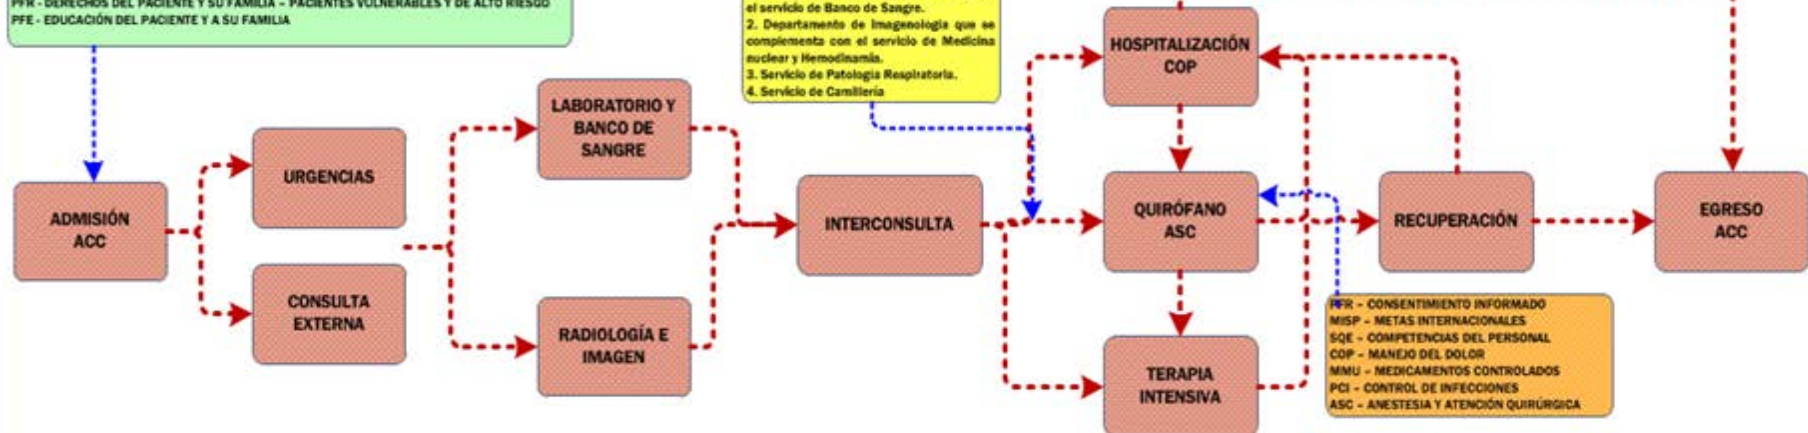 PFR - DERECHOS DEL PACIENTE Y SU FAMILIA - PACIENTES VULNERABLES Y DE ALTO RIESGO
PFE - EDUCACIÓN DEL PACIENTE Y A SU FAMILIA
el servicio de Banco de Sangre.
2. Departamento de Imagenología que se
complementa con el servicio de Medicina
nuclear y Hemodinamia.
3. Servicio de Patología Respiratoria.
4. Servicio de Camillería
HOSPITALIZACIÓN
COP
LABORATORIO Y
BANCO DE
SANGRE
URGENCIAS
ADMISIÓN
ACC
INTERCONSULTA
QUIRÓFANO
ASC
RECUPERACIÓN
EGRESO
ACC
CONSULTA
EXTERNA
RADIOLOGÍA E
IMAGEN
TERAPIA
INTENSIVA
PFR – CONSENTIMIENTO INFORMADO
MISP – METAS INTERNACIONALES
SQE – COMPETENCIAS DEL PERSONAL
COP – MANEJO DEL DOLOR
MMU – MEDICAMENTOS CONTROLADOS
PCI – CONTROL DE INFECCIONES
ASC – ANESTESIA Y ATENCIÓN QUIRÚRGICA